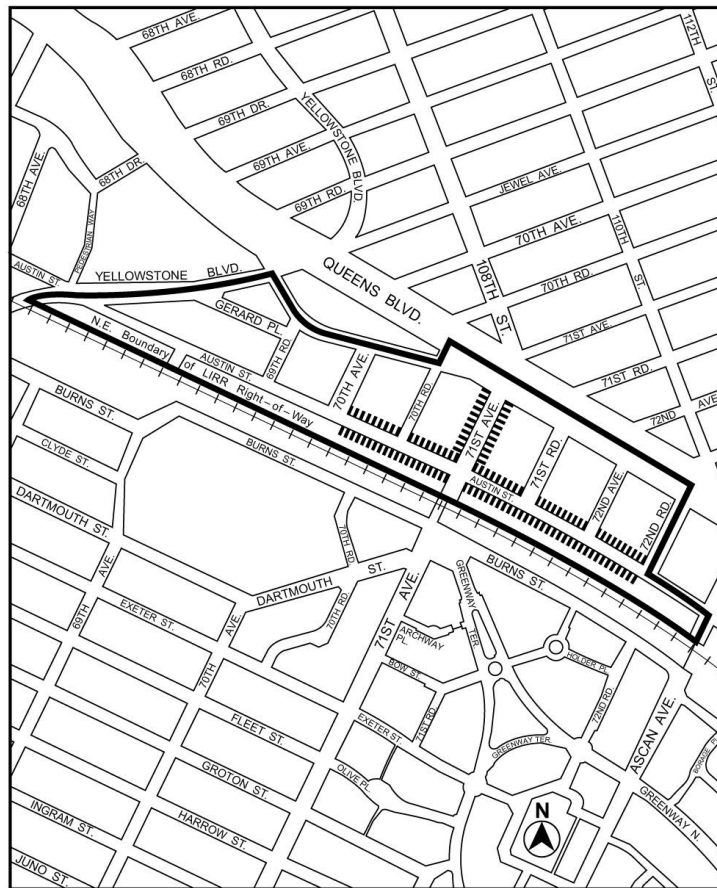 68TH AVE.
68TH RD.
69TH DR.
69TH AVE.
69TH RD.
YELLOWSTONE BLVD.
112TH
ST.
JEWEL AVE.
70TH AVE.
110TH
ST.
70TH RD.
71ST AVE.
71ST RD.
72ND AVE.
108TH
ST.
QUEENS BLVD.
68TH AVE.
68TH DR.
PEDESTRIAN WAY
AUSTIN ST.
YELLOWSTONE BLVD.
GERARD PL.
69TH RD.
N.E. Boundary
of LIRR Right-of-Way
AUSTIN ST.
70TH AVE.
70TH RD.
71ST AVE.
71ST RD.
72ND AVE.
72ND RD.
AUSTIN ST.
BURNS ST.
BURNS ST.
BURNS ST.
CLYDE ST.
DARTMOUTH ST.
69TH
AVE.
EXETER ST.
70TH
AVE.
DARTMOUTH ST.
70TH RD.
70TH RD.
71ST AVE.
GREENWAY
TER.
ARCHWAY
PL.
BOW ST.
71ST RD.
EXETER ST.
GREENWAY TER.
HOLDER PL.
72ND RD
ASCAN AVE.
GREENWAY N.
FLEET ST.
OLIVE PL.
GROTON ST.
HARROW ST.
INGRAM ST.
JUNO ST.
N